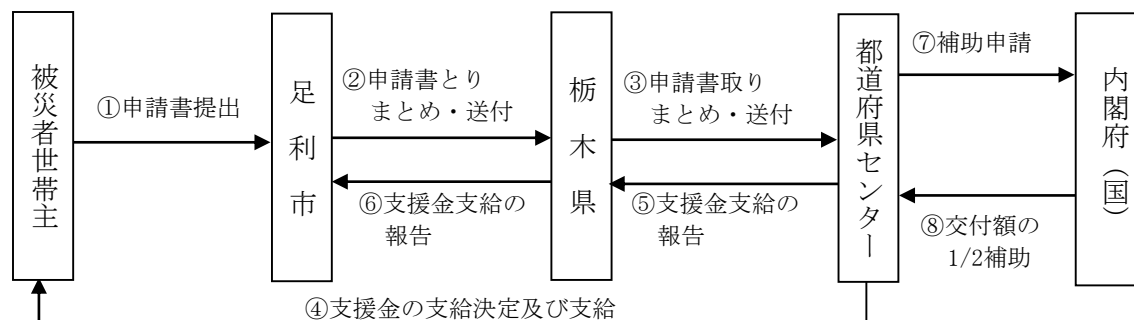 被災者世帯主
①申請書提出
足利市
②申請書とり
まとめ・送付
⑥支援金支給の
報告
栃木県
③申請書取り
まとめ・送付
⑤支援金支給の
報告
都道府県センター
⑦補助申請
⑧交付額の
1/2補助
内閣府(国)
④支援金の支給決定及び支給